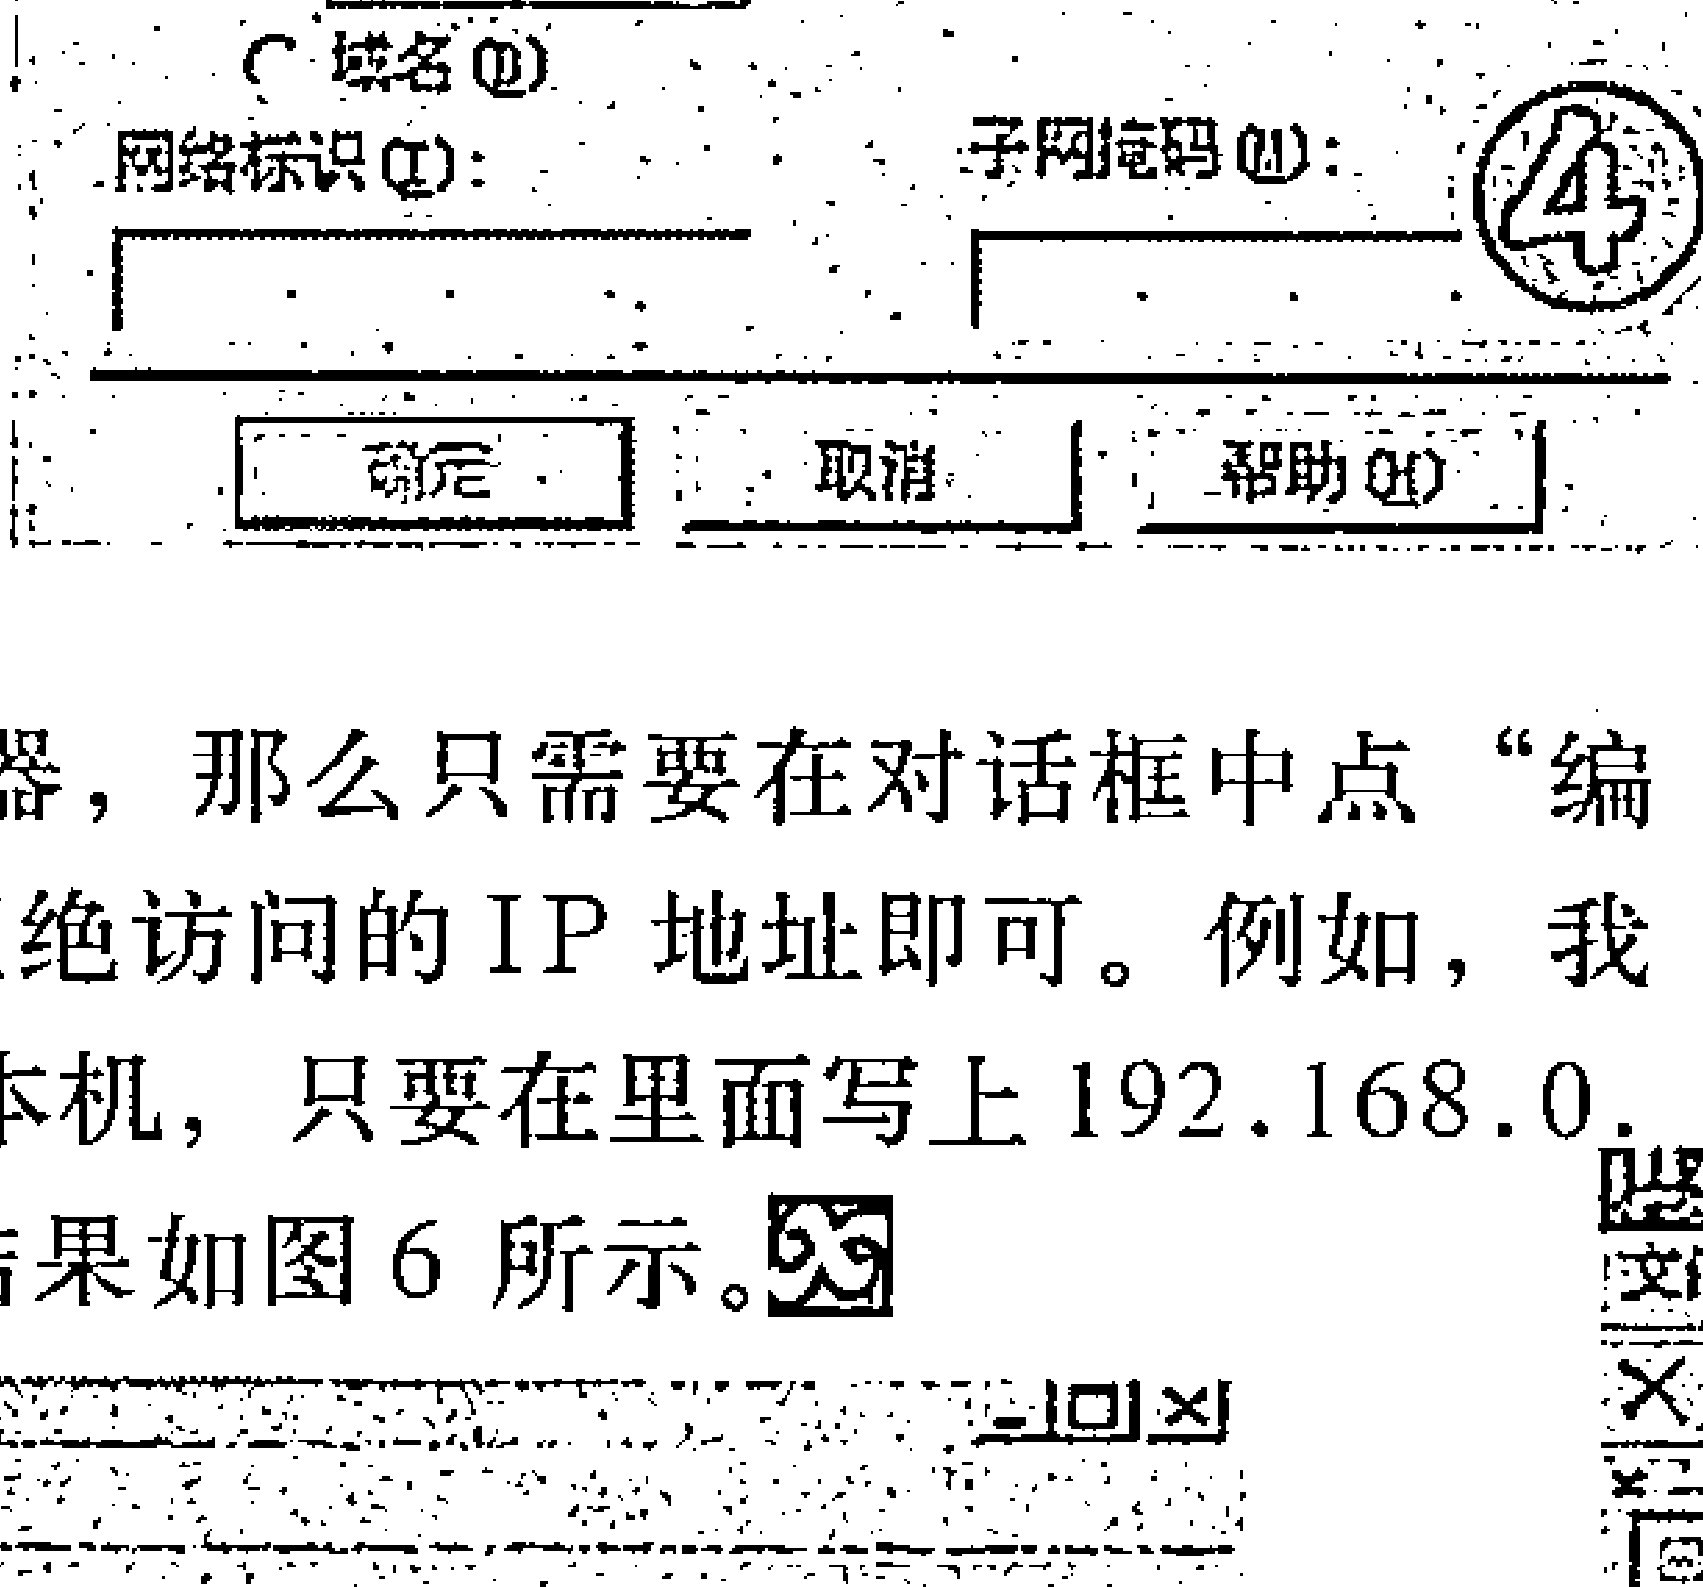 域名(D)
网络标识(I): 子网掩码(M): 4
确定 取消 帮助(H)
器，那么只需要在对话框中点“编
绝访问的IP 地址即可。例如，我
本机，只要在里面写上192.168.0.
结果如图6 所示。
文件